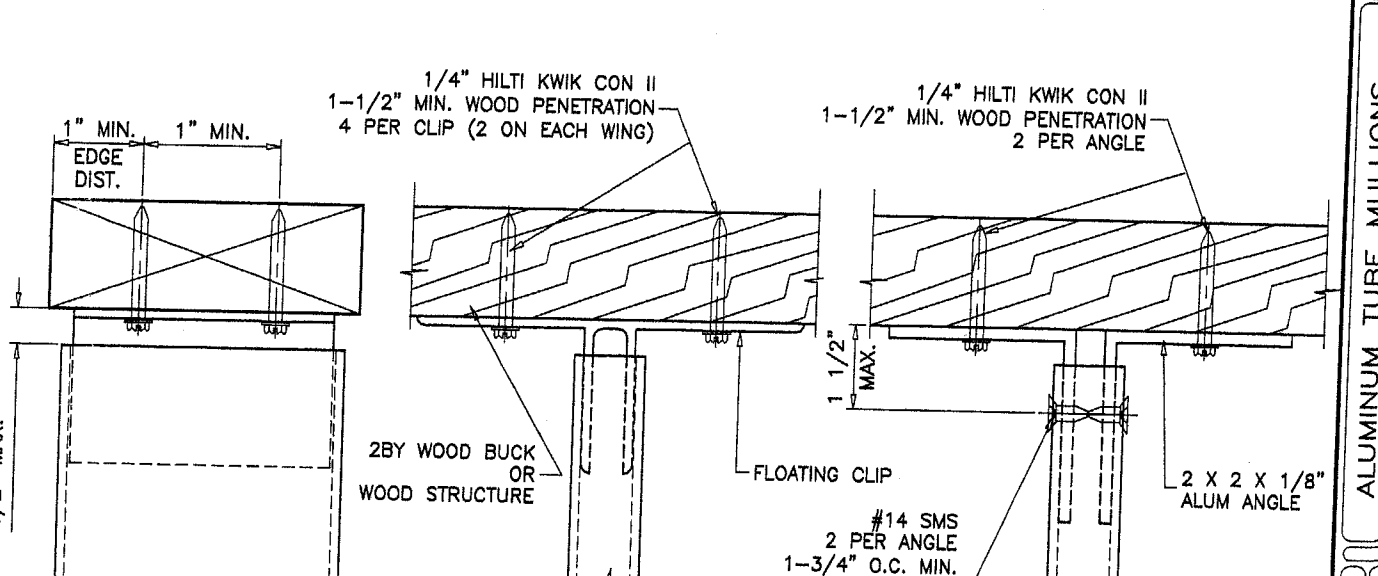 1/4" HILTI KWIK CON II
1-1/2" MIN. WOOD PENETRATION
4 PER CLIP (2 ON EACH WING)
1/4" HILTI KWIK CON II
1-1/2" MIN. WOOD PENETRATION
2 PER ANGLE
1" MIN.
1" MIN.
EDGE
DIST.
1 1/2"
MAX.
2BY WOOD BUCK
OR
WOOD STRUCTURE
FLOATING CLIP
2 X 2 X 1/8"
ALUM ANGLE
#14 SMS
2 PER ANGLE
1-3/4" O.C. MIN.
ALUMINUM TUBE MULLIONS